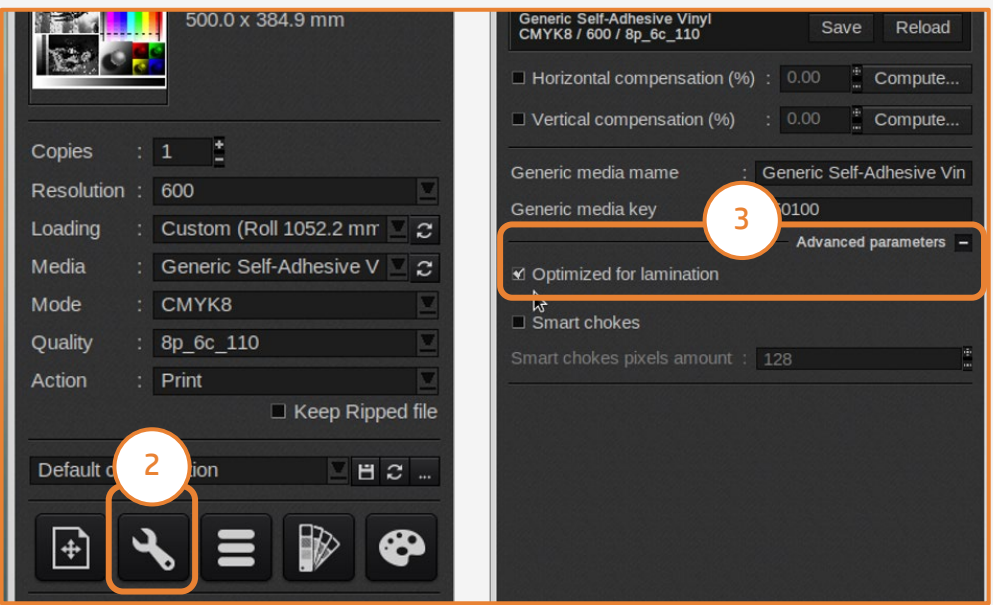 500.0 x 384.9 mm
Copies : 1
Resolution : 600
Loading : Custom (Roll 1052.2 mm
Media : Generic Self-Adhesive V
Mode : CMYK8
Quality : 8p_6c_110
Action : Print
Keep Ripped file
Default c
2
ion
...
Generic Self-Adhesive Vinyl
CMYK8 / 600 / 8p_6c_110
Save
Reload
Horizontal compensation (%) : 0.00 Compute...
Vertical compensation (%) : 0.00 Compute...
Generic media mame : Generic Self-Adhesive Vin
Generic media key
3
0100
Advanced parameters
Optimized for lamination
Smart chokes
Smart chokes pixels amount : 128